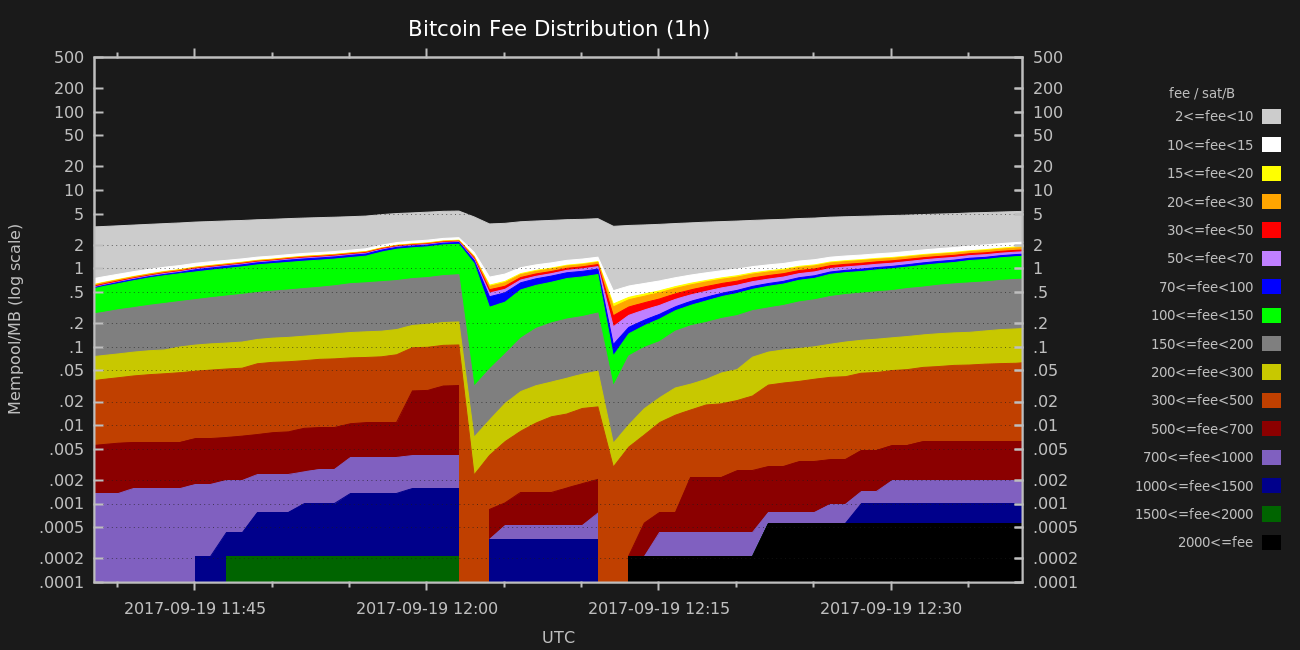 Bitcoin Fee Distribution (1h)
500
200
100
50
20
10
5
2
1
.5
.2
.1
.05
.02
.01
.005
.002
.001
.0005
.0002
.0001
Mempool/MB (log scale)
500
200
100
50
20
10
5
2
1
.5
.2
.1
.05
.02
.01
.005
.002
.001
.0005
.0002
.0001
2017-09-19 11:45
2017-09-19 12:00
2017-09-19 12:15
2017-09-19 12:30
UTC
fee / sat/B
2<=fee<10
10<=fee<15
15<=fee<20
20<=fee<30
30<=fee<50
50<=fee<70
70<=fee<100
100<=fee<150
150<=fee<200
200<=fee<300
300<=fee<500
500<=fee<700
700<=fee<1000
1000<=fee<1500
1500<=fee<2000
2000<=fee